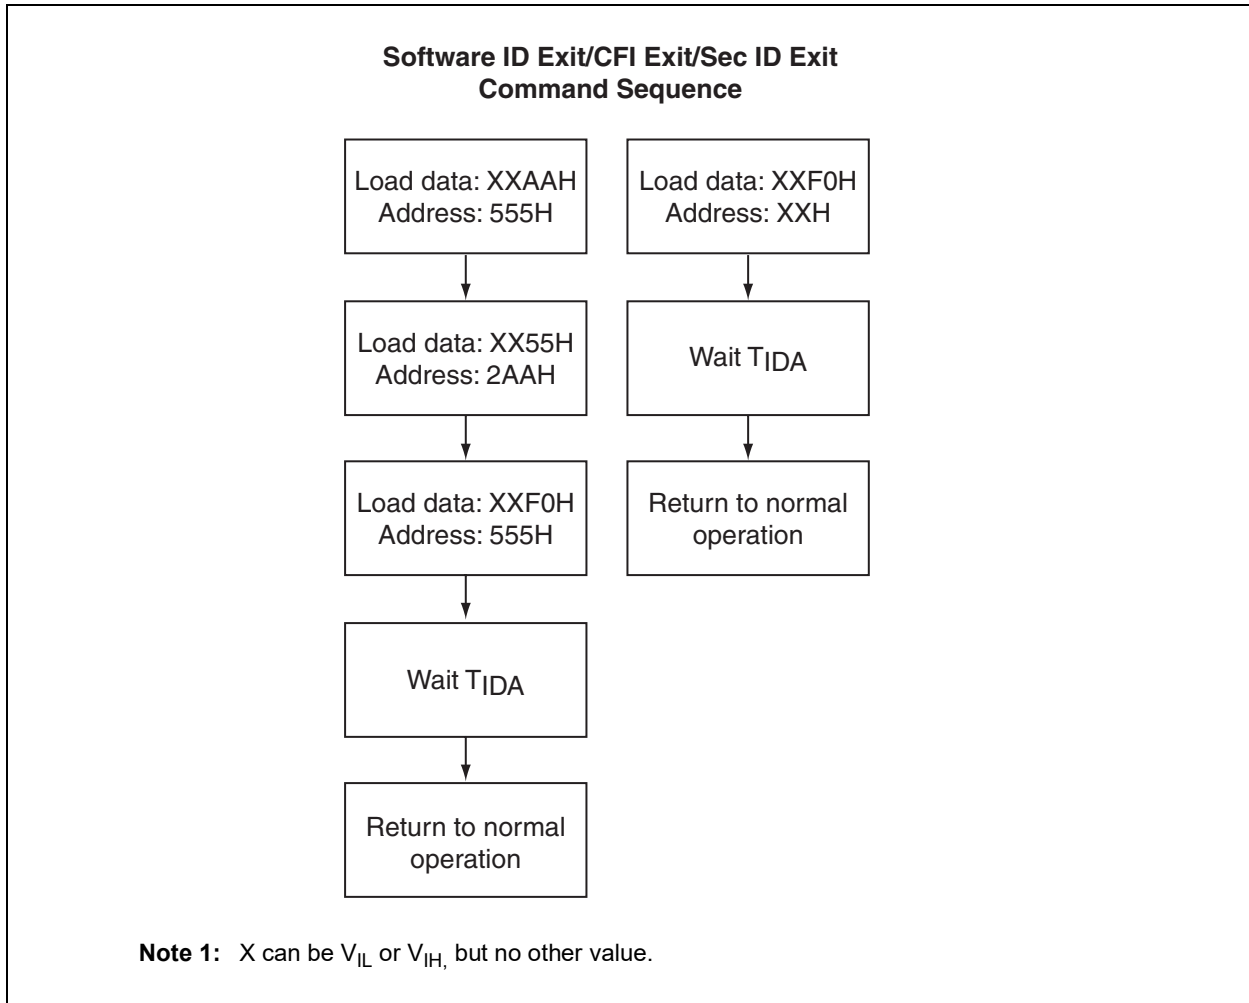 Software ID Exit/CFI Exit/Sec ID Exit
Command Sequence
Load data: XXAAH
Address: 555H
Load data: XX55H
Address: 2AAH
Load data: XXF0H
Address: 555H
Wait TIDA
Return to normal
operation
Load data: XXF0H
Address: XXH
Wait TIDA
Return to normal
operation
Note 1: X can be VIL or VIH, but no other value.